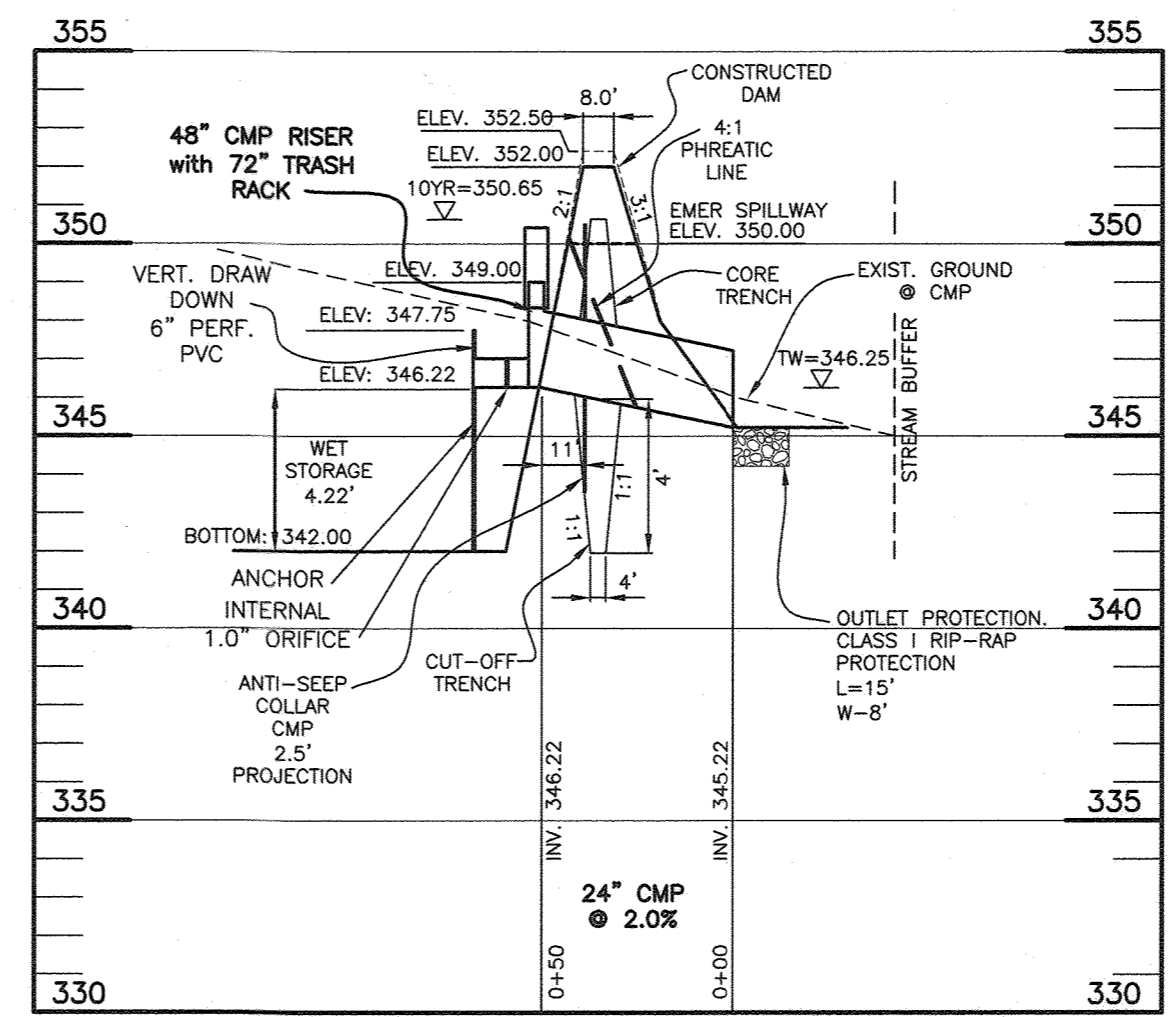 355
355
CONSTRUCTED
DAM
8.0'
ELEV. 352.50
4:1
PHREATIC
LINE
48" CMP RISER
with 72" TRASH
RACK
ELEV. 352.00
10YR=350.65
2:1
3:1
EMER SPILLWAY
ELEV. 350.00
350
350
VERT. DRAW
DOWN
6" PERF.
PVC
ELEV. 349.00
CORE
TRENCH
EXIST. GROUND
@ CMP
ELEV: 347.75
TW=346.25
STREAM BUFFER
ELEV: 346.22
345
345
WET
STORAGE
4.22'
11'
1:1
4'
1:1
BOTTOM: 342.00
4'
ANCHOR
INTERNAL
1.0" ORIFICE
340
340
OUTLET PROTECTION.
CLASS I RIP-RAP
PROTECTION
L=15'
W-8'
CUT-OFF
TRENCH
ANTI-SEEP
COLLAR
CMP
2.5'
PROJECTION
INV. 346.22
INV. 345.22
335
335
24" CMP
@ 2.0%
0+50
0+00
330
330